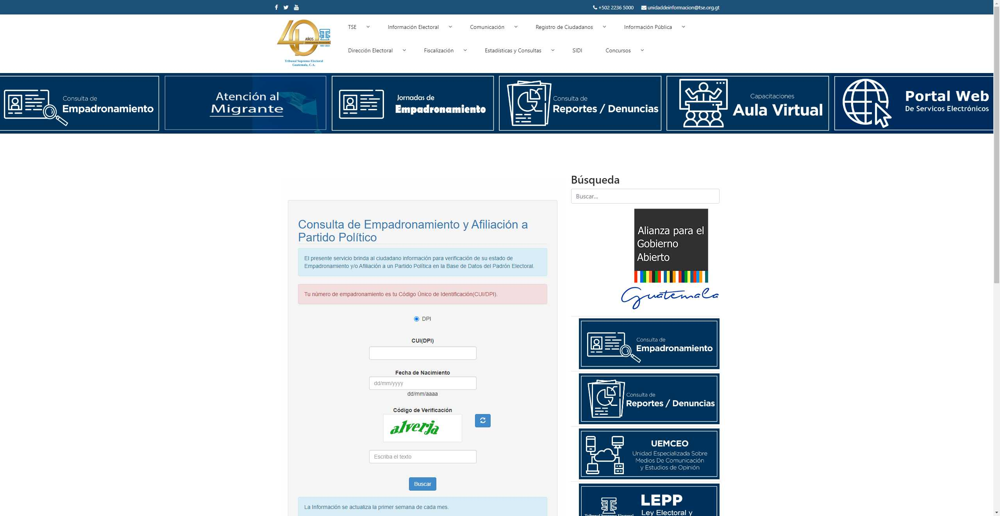 +502 2236 5000 unidaddeinformacion@tse.org.gt
AÑOS
Tribunal Supremo Electoral
Guatemala, C.A.
TSE Información Electoral Comunicación Registro de Ciudadanos Información Pública
Dirección Electoral Fiscalización Estadísticas y Consultas SIDI Concursos
Consulta de
Empadronamiento
Atención al
Migrante
Jornadas de
Empadronamiento
Consulta de
Reportes / Denuncias
Capacitaciones
Aula Virtual
Portal Web
De Servicos Electrónicos
Consulta de Empadronamiento y Afiliación a
Partido Político
El presente servicio brinda al ciudadano información para verificación de su estado de
Empadronamiento y/o Afiliación a un Partido Política en la Base de Datos del Padrón Electoral.
Tu número de empadronamiento es tu Código Único de Identificación(CUI/DPI).
DPI
CUI(DPI)
Fecha de Nacimiento
dd/mm/yyyy
dd/mm/aaaa
Código de Verificación
alverja
Escriba el texto
Buscar
La Información se actualiza la primer semana de cada mes.
Búsqueda
Buscar...
Alianza para el
Gobierno
Abierto
Guatemala
Consulta de
Empadronamiento
Consulta de
Reportes / Denuncias
UEMCEO
Unidad Especializada Sobre
Medios De Comunicación
y Estudios de Opinión
LEPP
Ley Electoral y
Tribunal Supremo Electoral